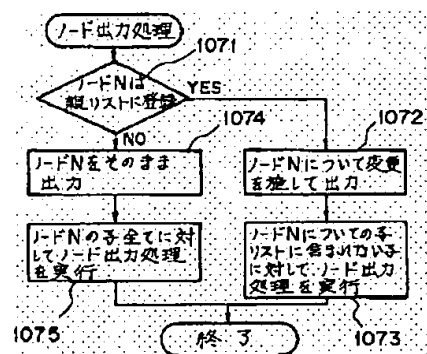 ノード出力処理
1071
ノードNは
親リストに登録
YES
NO
1074
1072
ノードNをそのまま
出力
ノードNについて変更
を施して出力
ノードNの子全てに対
してノード出力処理
を実行
ノードNについての子
リストに含まれない子
に対して、ノード出力
処理を実行
1075
1073
終了